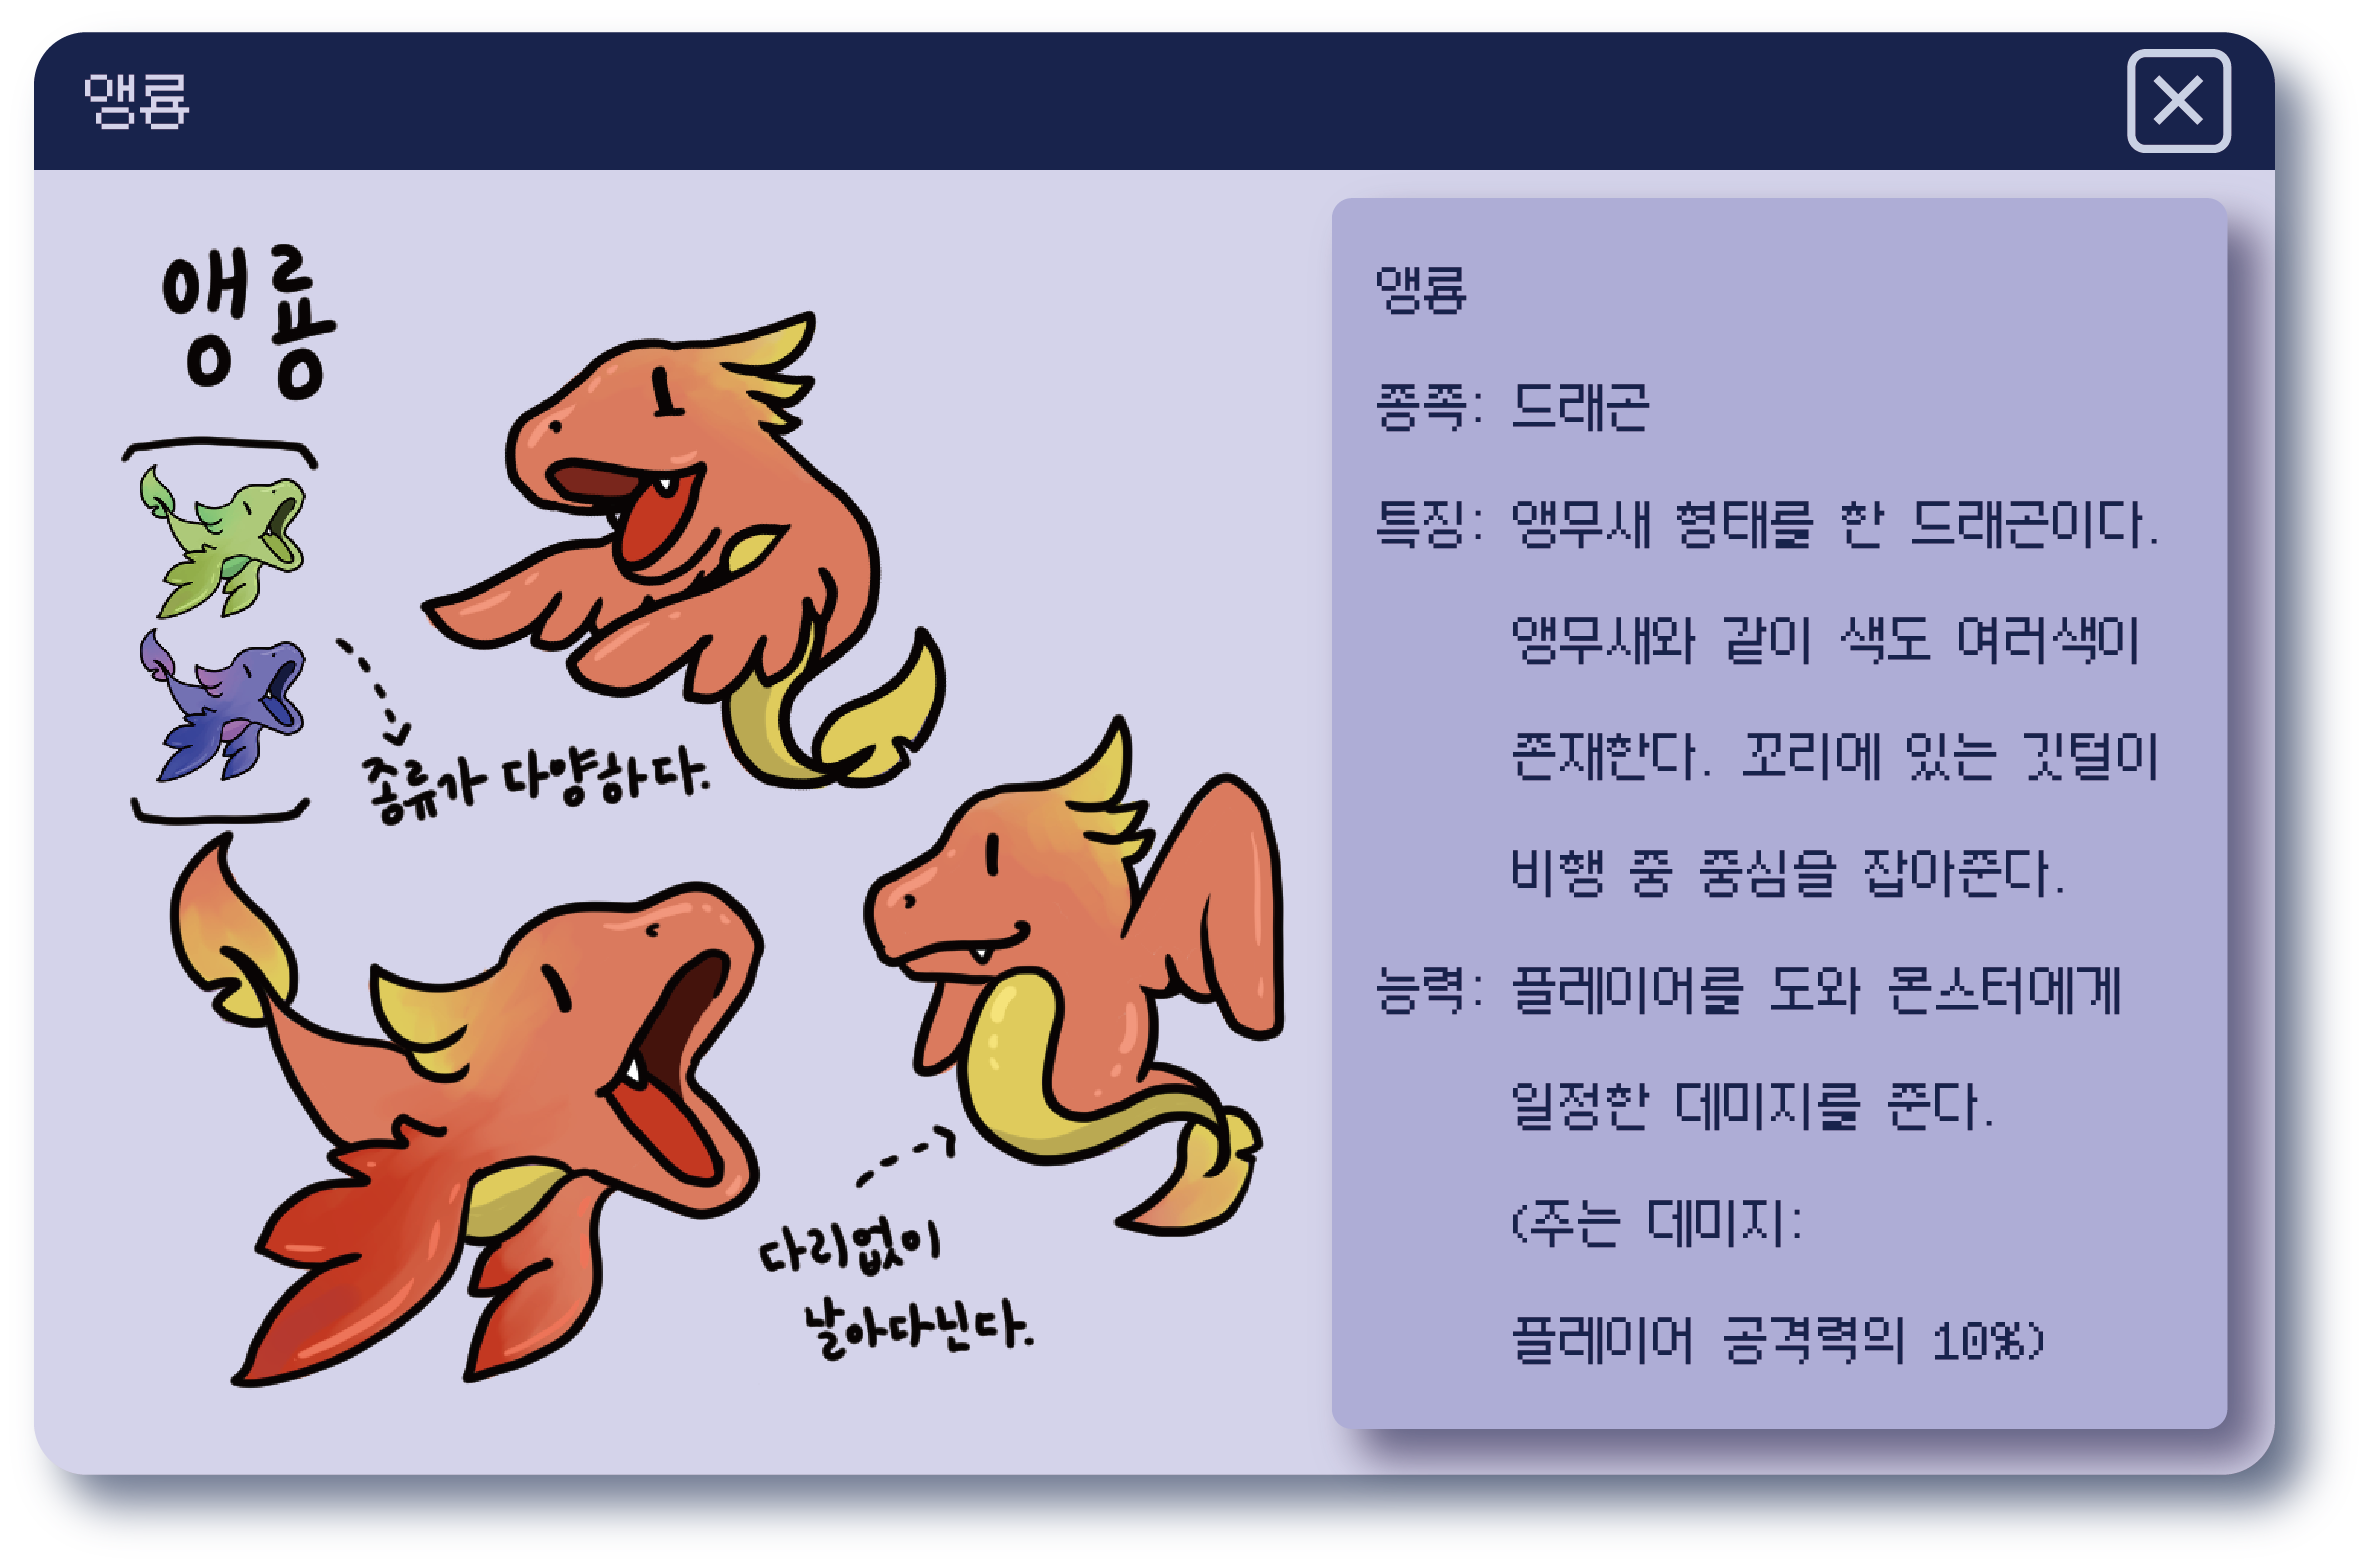 앵룡
앵룡
종류가 다양하다.
다리없이
날아다닌다.
앵룡
종족: 드래곤
특징: 앵무새 형태를 한 드래곤이다.
앵무새와 같이 색도 여러색이
존재한다. 꼬리에 있는 깃털이
비행 중 중심을 잡아준다.
능력: 플레이어를 도와 몬스터에게
일정한 데미지를 준다.
(주는 데미지:
플레이어 공격력의 10%)